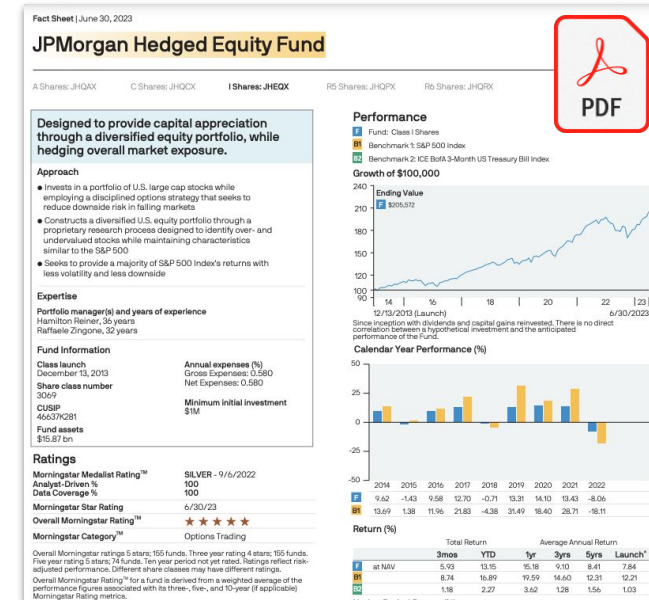 Fact Sheet | June 30, 2023
JPMorgan Hedged Equity Fund
PDF
A Shares: JHQAX C Shares: JHQCX I Shares: JHEQX R5 Shares: JHQPX R6 Shares: JHQRX
Designed to provide capital appreciation
through a diversified equity portfolio, while
hedging overall market exposure.
Approach
• Invests in a portfolio of U.S. large cap stocks while
employing a disciplined options strategy that seeks to
reduce downside risk in falling markets
• Constructs a diversified U.S. equity portfolio through a
proprietary research process designed to identify over- and
undervalued stocks while maintaining characteristics
similar to the S&P 500
• Seeks to provide a majority of S&P 500 Index's returns with
less volatility and less downside
Expertise
Portfolio manager(s) and years of experience
Hamilton Reiner, 36 years
Raffaele Zingone, 32 years
Fund Information
Class launch
December 13, 2013
Share class number
3069
CUSIP
46637K281
Fund assets
$15.87 bn
Annual expenses (%)
Gross Expenses: 0.580
Net Expenses: 0.580
Minimum initial investment
$1M
Ratings
Morningstar Medalist Rating™ SILVER - 9/6/2022
Analyst-Driven % 100
Data Coverage % 100
Morningstar Star Rating 6/30/23
Overall Morningstar Rating™ ★ ★ ★ ★ ★
Morningstar Category™ Options Trading
Overall Morningstar ratings 5 stars; 155 funds. Three year rating 4 stars; 155 funds.
Five year rating 5 stars; 74 funds. Ten year period not yet rated. Ratings reflect risk-
adjusted performance. Different share classes may have different ratings.
Overall Morningstar Rating™ for a fund is derived from a weighted average of the
performance figures associated with its three-, five-, and 10-year (if applicable)
Morningstar Rating metrics.
Performance
F Fund: Class I Shares
B1 Benchmark 1: S&P 500 Index
B2 Benchmark 2: ICE BofA 3-Month US Treasury Bill Index
Growth of $100,000
240
210
180
150
120
100
90
Ending Value
F $205,572
14 16 18 20 22 23
12/13/2013 (Launch) 6/30/2023
Since inception with dividends and capital gains reinvested. There is no direct
correlation between a hypothetical investment and the anticipated
performance of the Fund.
Calendar Year Performance (%)
50
25
0
-25
-50
2014 2015 2016 2017 2018 2019 2020 2021 2022
F 9.62 -1.43 9.58 12.70 -0.71 13.31 14.10 13.43 -8.06
B1 13.69 1.38 11.96 21.83 -4.38 31.49 18.40 28.71 -18.11
Return (%)
Total Return Average Annual Return
3mos YTD 1yr 3yrs 5yrs Launch*
F at NAV 5.93 13.15 15.18 9.10 8.41 7.84
B1 8.74 16.89 19.59 14.60 12.31 12.21
B2 1.18 2.27 3.62 1.28 1.56 1.03